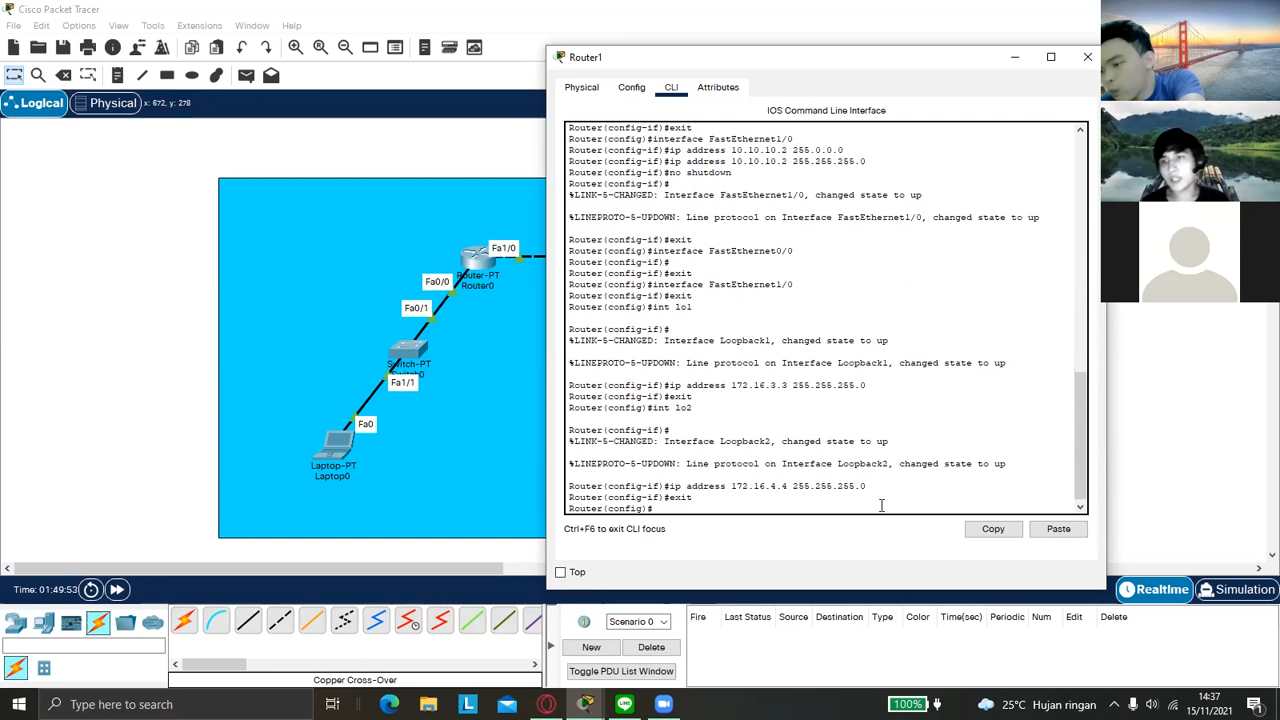 Cisco Packet Tracer
File Edit Options View Tools Extensions Window Help
Logical Physical x: 672, y: 278
Router1
Physical Config CLI Attributes
IOS Command Line Interface
Router(config-if)#exit
Router(config)#interface FastEthernet1/0
Router(config-if)#ip address 10.10.10.2 255.0.0.0
Router(config-if)#ip address 10.10.10.2 255.255.255.0
Router(config-if)#no shutdown
Router(config-if)#
%LINK-5-CHANGED: Interface FastEthernet1/0, changed state to up
%LINEPROTO-5-UPDOWN: Line protocol on Interface FastEthernet1/0, changed state to up
Router(config-if)#exit
Router(config)#interface FastEthernet0/0
Router(config-if)#
Router(config-if)#exit
Router(config)#interface FastEthernet1/0
Router(config-if)#exit
Router(config)#int lo1
Router(config-if)#
%LINK-5-CHANGED: Interface Loopback1, changed state to up
%LINEPROTO-5-UPDOWN: Line protocol on Interface Loopback1, changed state to up
Router(config-if)#ip address 172.16.3.3 255.255.255.0
Router(config-if)#exit
Router(config)#int lo2
Router(config-if)#
%LINK-5-CHANGED: Interface Loopback2, changed state to up
%LINEPROTO-5-UPDOWN: Line protocol on Interface Loopback2, changed state to up
Router(config-if)#ip address 172.16.4.4 255.255.255.0
Router(config-if)#exit
Router(config)#
Ctrl+F6 to exit CLI focus
Copy
Paste
Top
Fa1/0
Router-PT
Router0
Fa0/0
Fa0/1
Switch-PT
Switch0
Fa1/1
Fa0
Laptop-PT
Laptop0
Time: 01:49:53
Realtime
Simulation
Scenario 0
New
Delete
Toggle PDU List Window
Fire Last Status Source Destination Type Color Time(sec) Periodic Num Edit Delete
Copper Cross-Over
Type here to search
100%
25°C Hujan ringan
14:37
15/11/2021